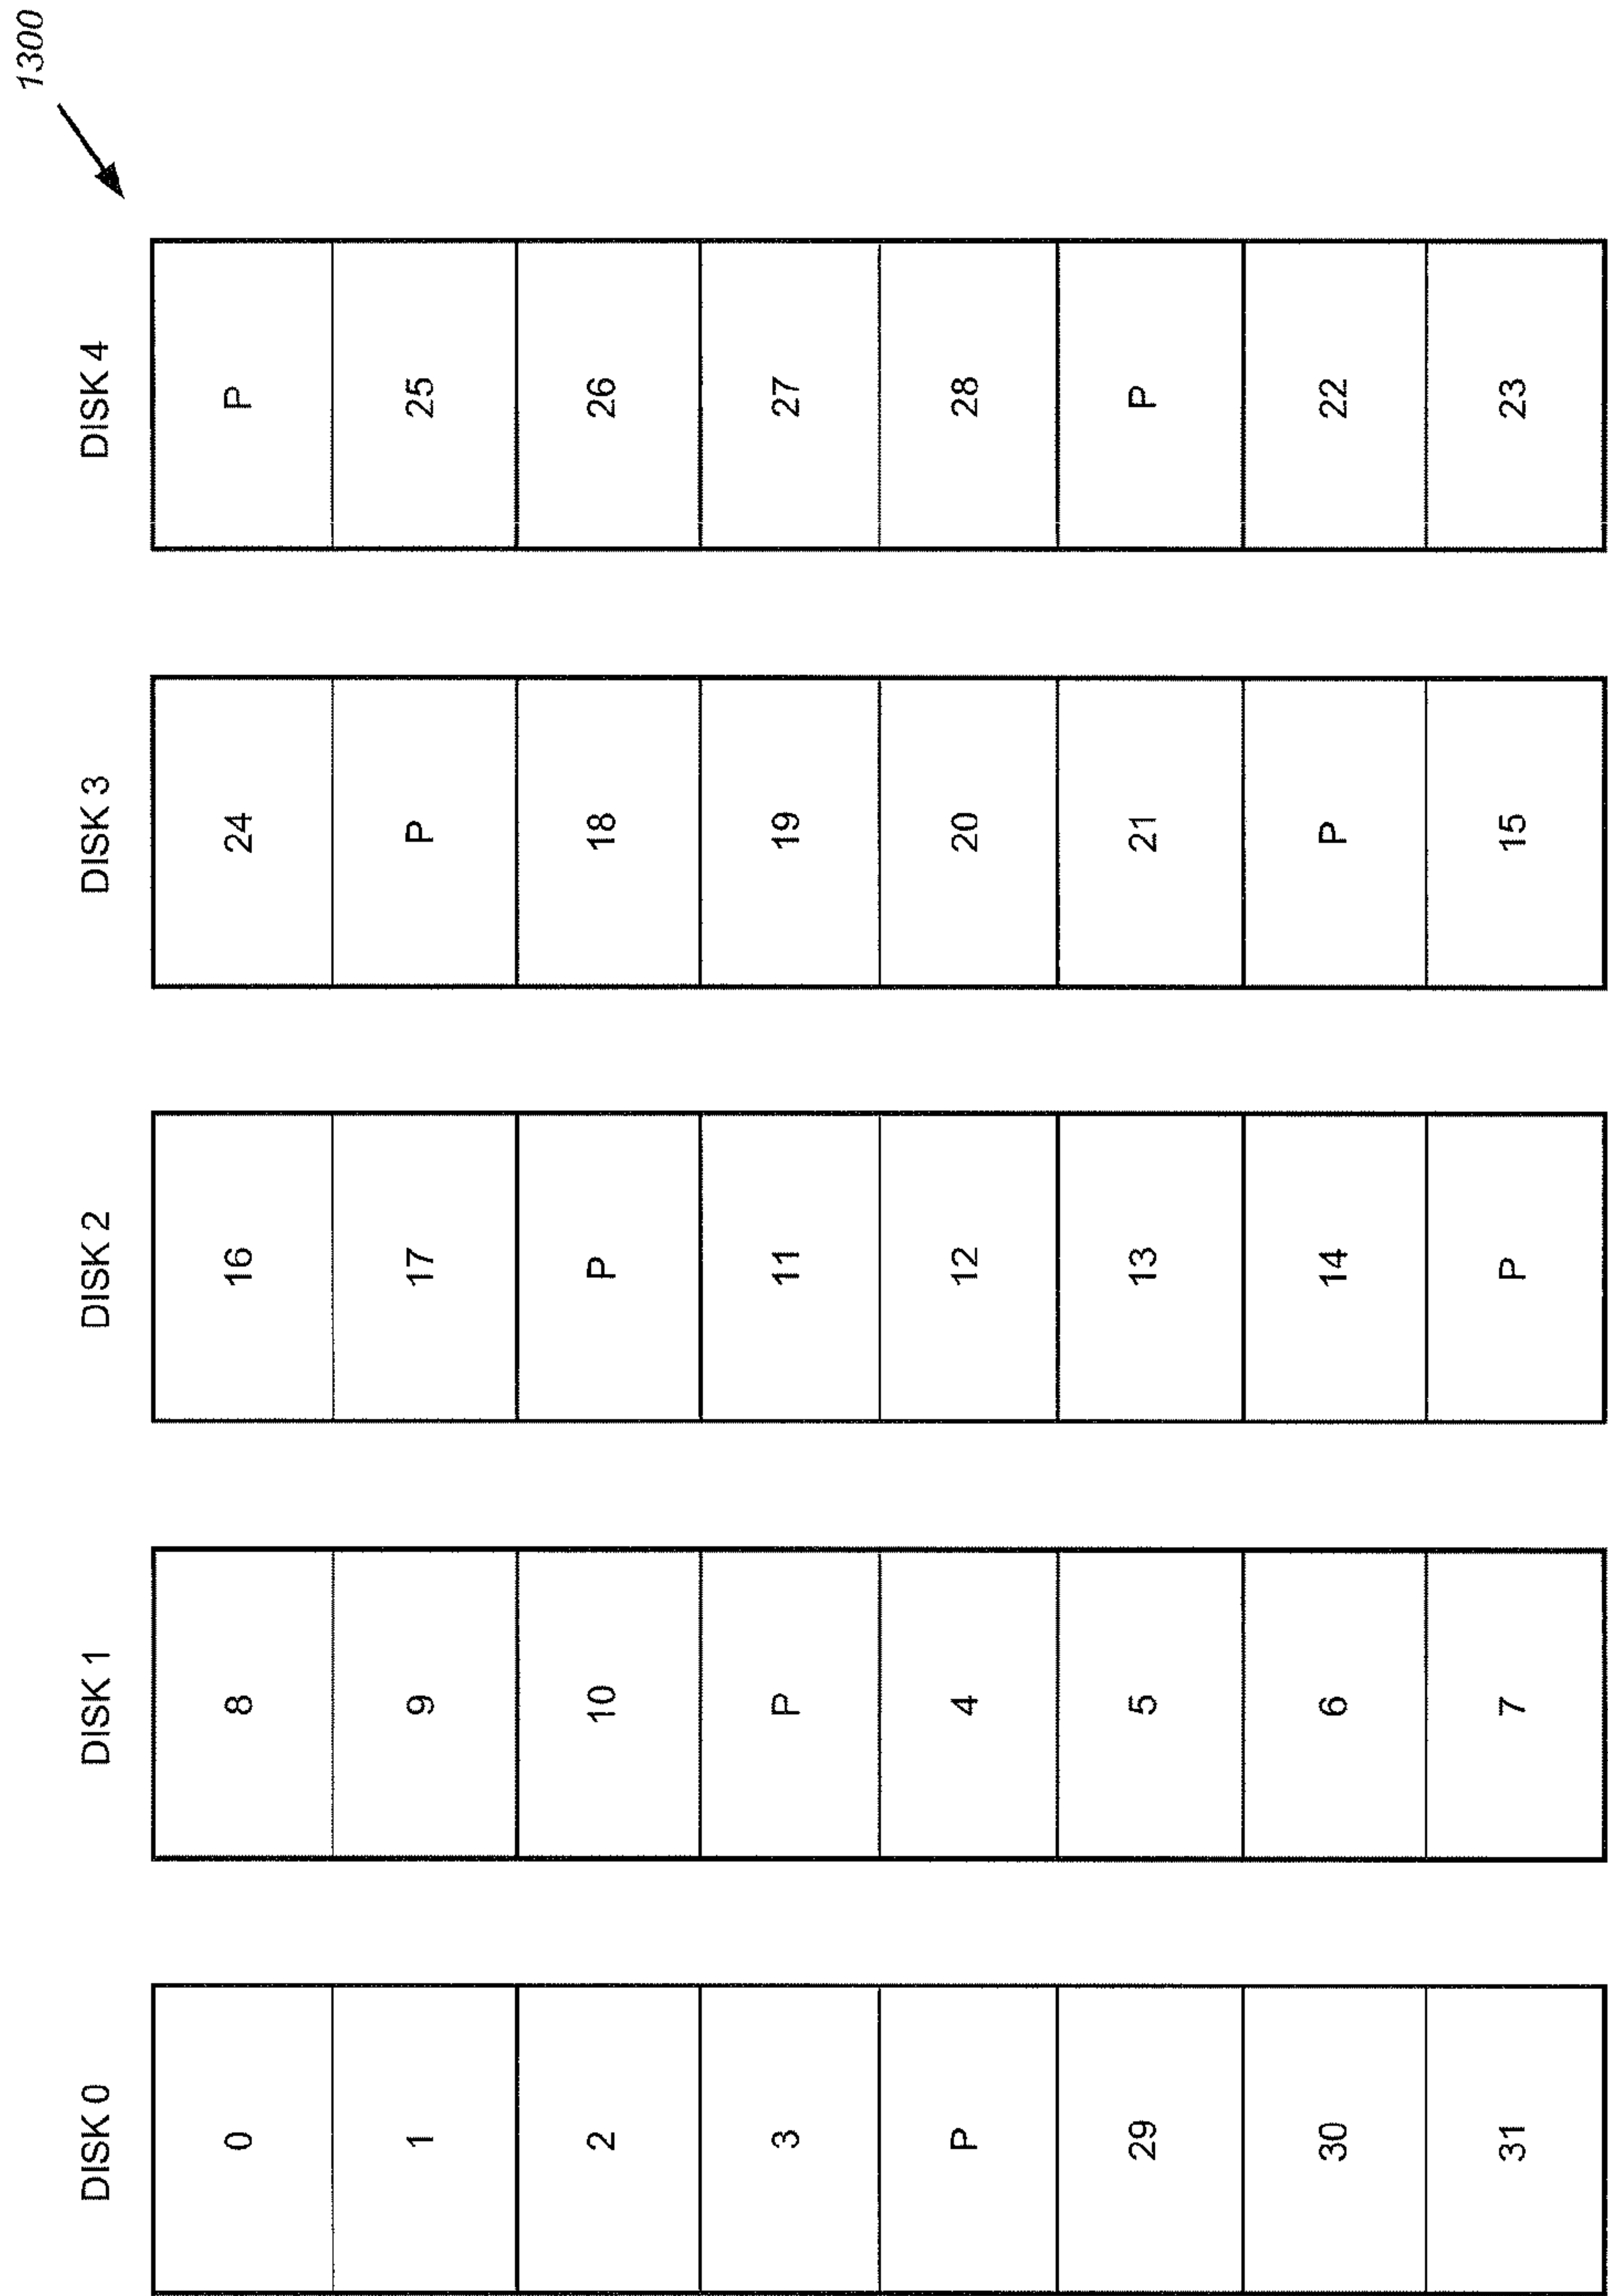 1300
DISK 0 DISK 1 DISK 2 DISK 3 DISK 4
0 8 16 24 P
1 9 17 P 25
2 10 P 18 26
3 P 11 19 27
P 4 12 20 28
29 5 13 21 P
30 6 14 P 22
31 7 P 15 23